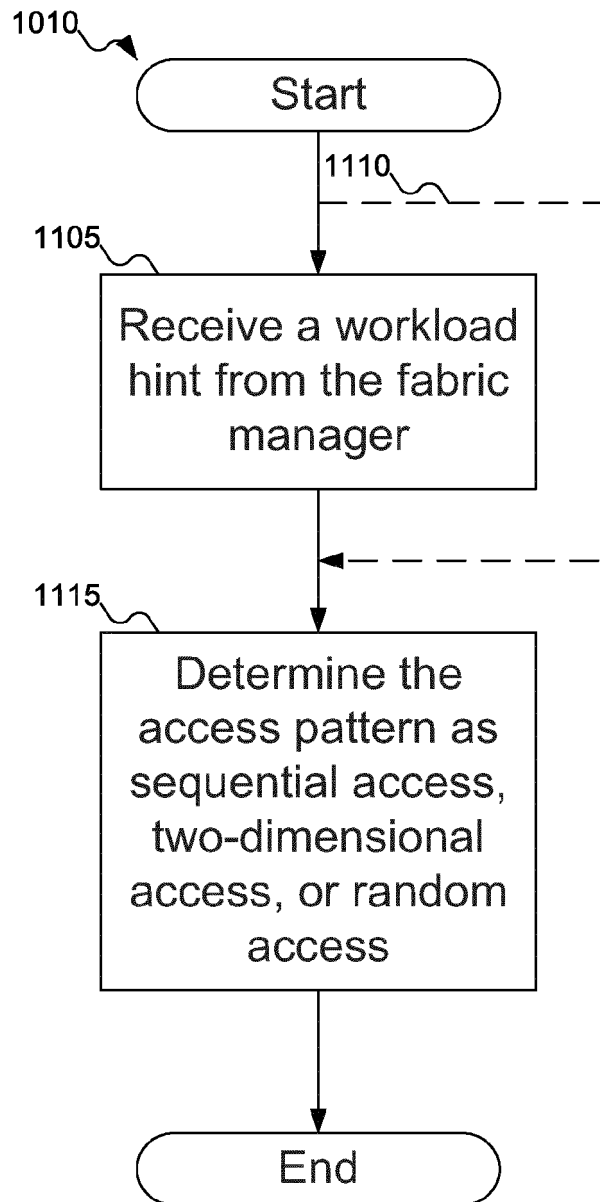 1010
Start
1110
1105
Receive a workload
hint from the fabric
manager
1115
Determine the
access pattern as
sequential access,
two-dimensional
access, or random
access
End